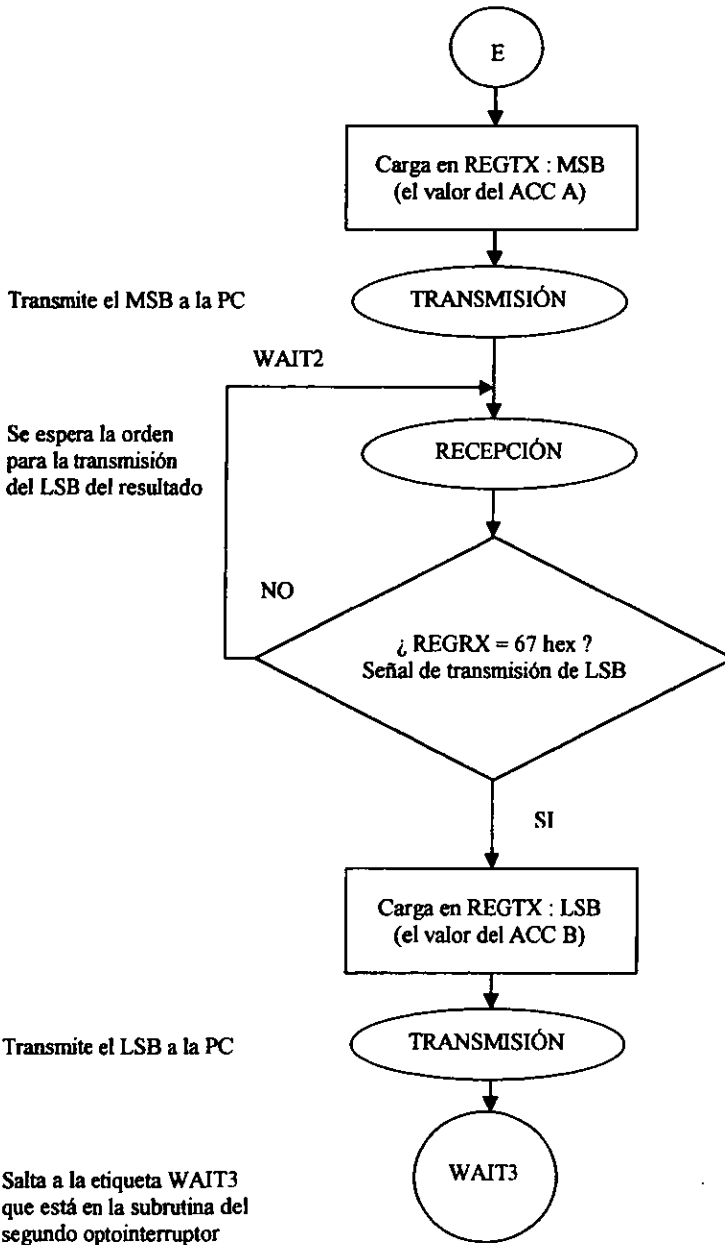 E
Carga en REGTX : MSB
(el valor del ACC A)
Transmite el MSB a la PC
TRANSMISIÓN
WAIT2
Se espera la orden
para la transmisión
del LSB del resultado
RECEPCIÓN
NO
¿ REGRX = 67 hex ?
Señal de transmisión de LSB
SI
Carga en REGTX : LSB
(el valor del ACC B)
Transmite el LSB a la PC
TRANSMISIÓN
WAIT3
Salta a la etiqueta WAIT3
que está en la subrutina del
segundo optointerruptor